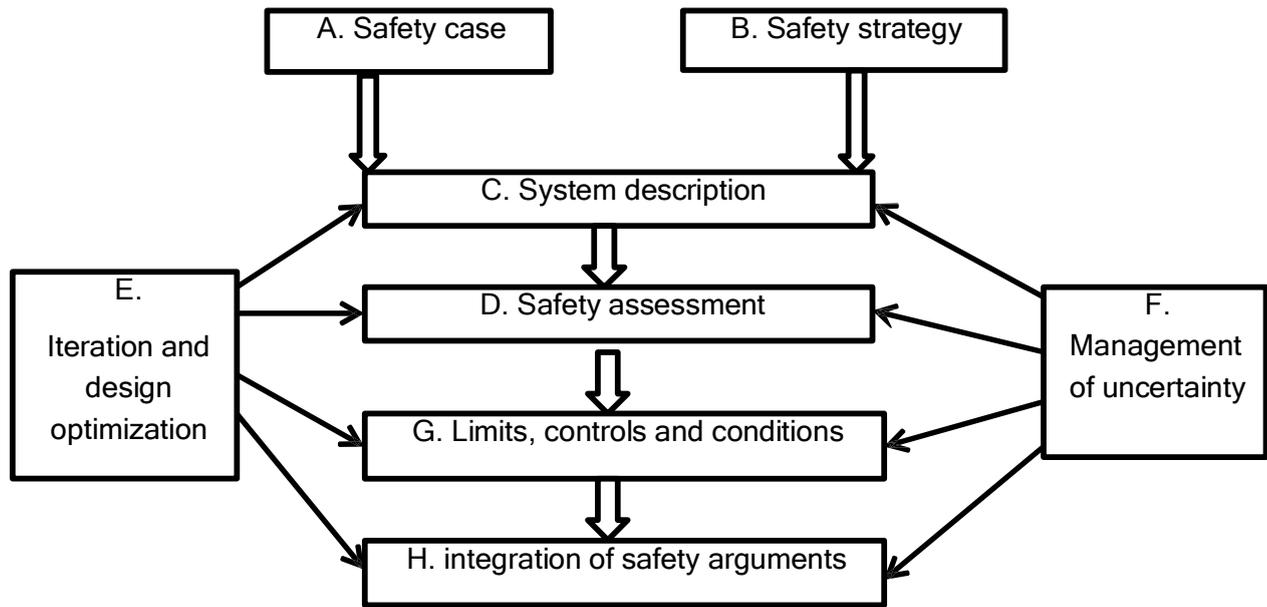 A. Safety case
B. Safety strategy
C. System description
D. Safety assessment
E.
Iteration and
design
optimization
F.
Management
of uncertainty
G. Limits, controls and conditions
H. integration of safety arguments